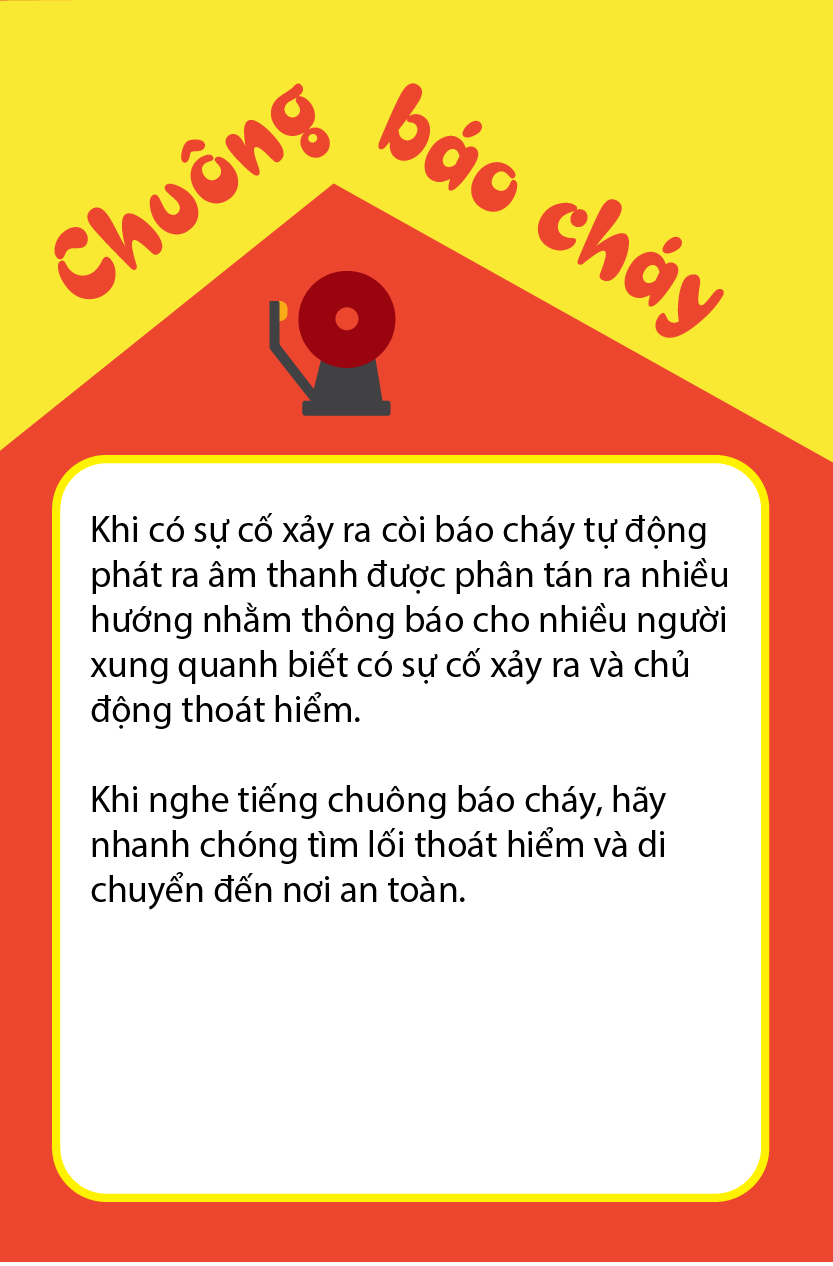 Chuông báo cháy
Khi có sự cố xảy ra còi báo cháy tự động
phát ra âm thanh được phân tán ra nhiều
hướng nhằm thông báo cho nhiều người
xung quanh biết có sự cố xảy ra và chủ
động thoát hiểm.
Khi nghe tiếng chuông báo cháy, hãy
nhanh chóng tìm lối thoát hiểm và di
chuyển đến nơi an toàn.